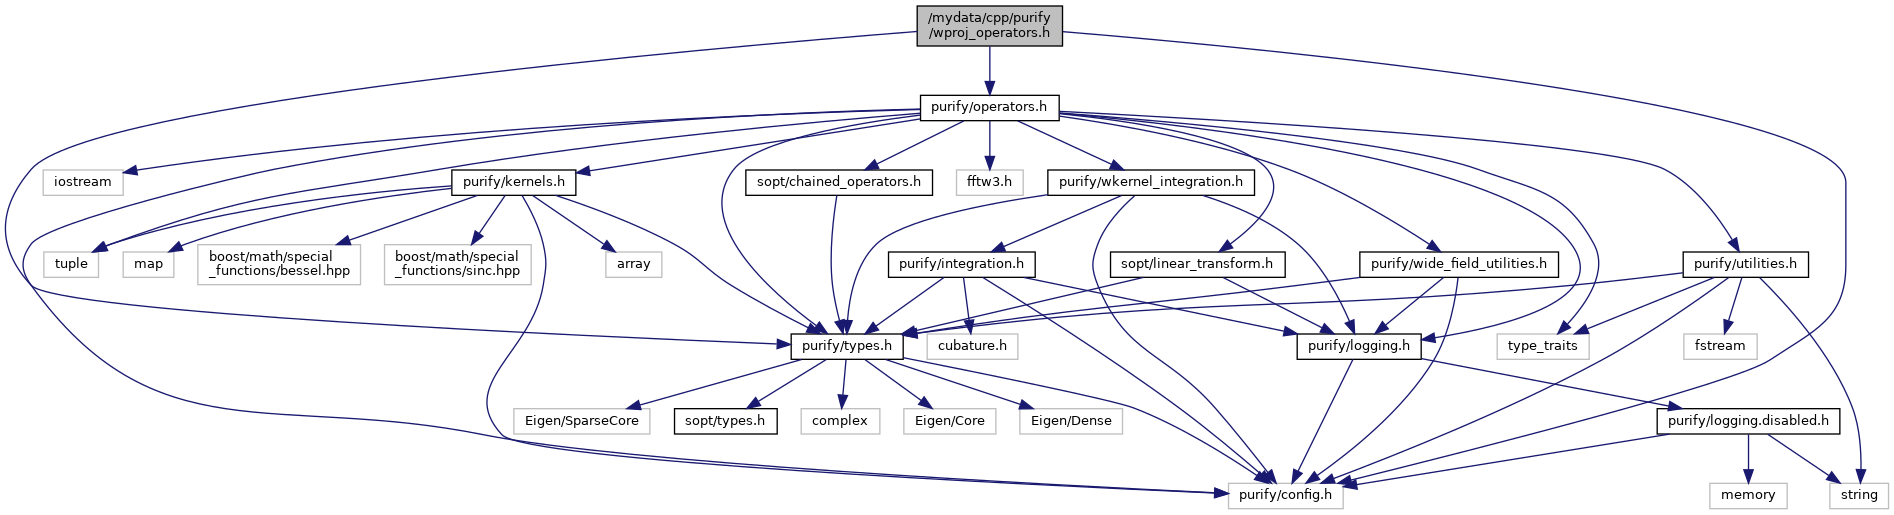 /mydata/cpp/purify
/wproj_operators.h
purify/operators.h
iostream
purify/kernels.h
sopt/chained_operators.h
fftw3.h
purify/wkernel_integration.h
tuple
map
boost/math/special
_functions/bessel.hpp
boost/math/special
_functions/sinc.hpp
array
purify/integration.h
sopt/linear_transform.h
purify/wide_field_utilities.h
purify/utilities.h
purify/types.h
cubature.h
purify/logging.h
type_traits
fstream
Eigen/SparseCore
sopt/types.h
complex
Eigen/Core
Eigen/Dense
purify/logging.disabled.h
purify/config.h
memory
string